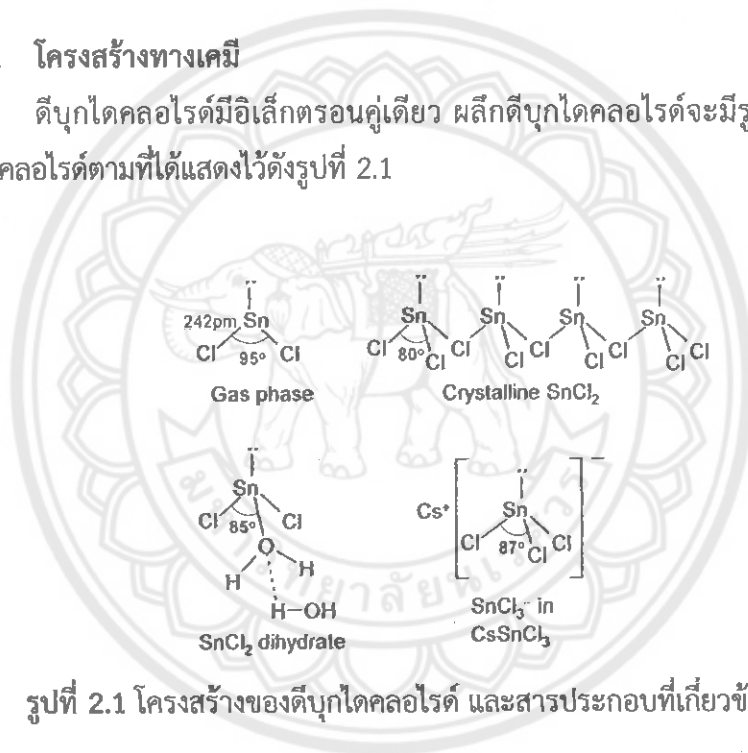 โครงสร้างทางเคมี
ดีบุกไดคลอไรด์มีอิเล็กตรอนคู่เดียว ผลึกดีบุกไดคลอไรด์จะมีรู
คลอไรด์ตามที่ได้แสดงไว้ดังรูปที่ 2.1
242pm Sn
Cl 95° Cl
Gas phase
Sn Sn Sn Sn
Cl 80° Cl Cl Cl Cl Cl Cl Cl Cl
Crystalline SnCl₂
Sn
Cl 85° Cl
O
H H
H–OH
SnCl₂ dihydrate
Cs⁺ Sn –
Cl 87° Cl Cl
SnCl₃⁻ in
CsSnCl₃
รูปที่ 2.1 โครงสร้างของดีบุกไดคลอไรด์ และสารประกอบที่เกี่ยวข้